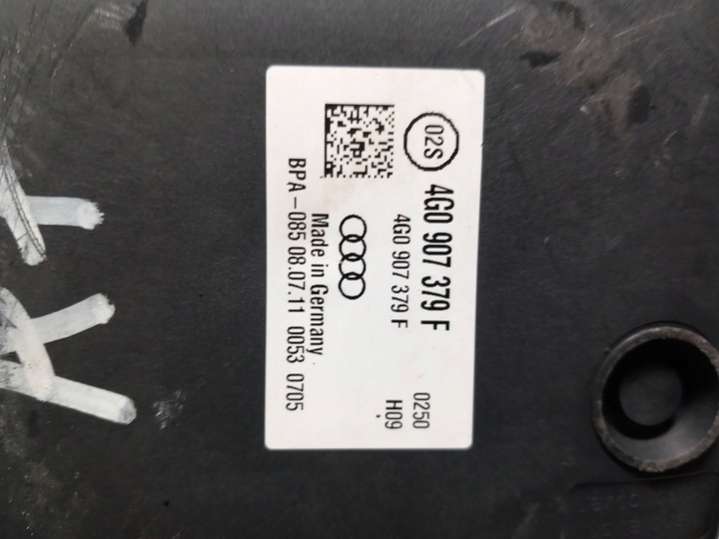 02S
4G0 907 379 F
4G0 907 379 F
0250
H09
Made in Germany
BPA - 085 08.07.11 0053 0705